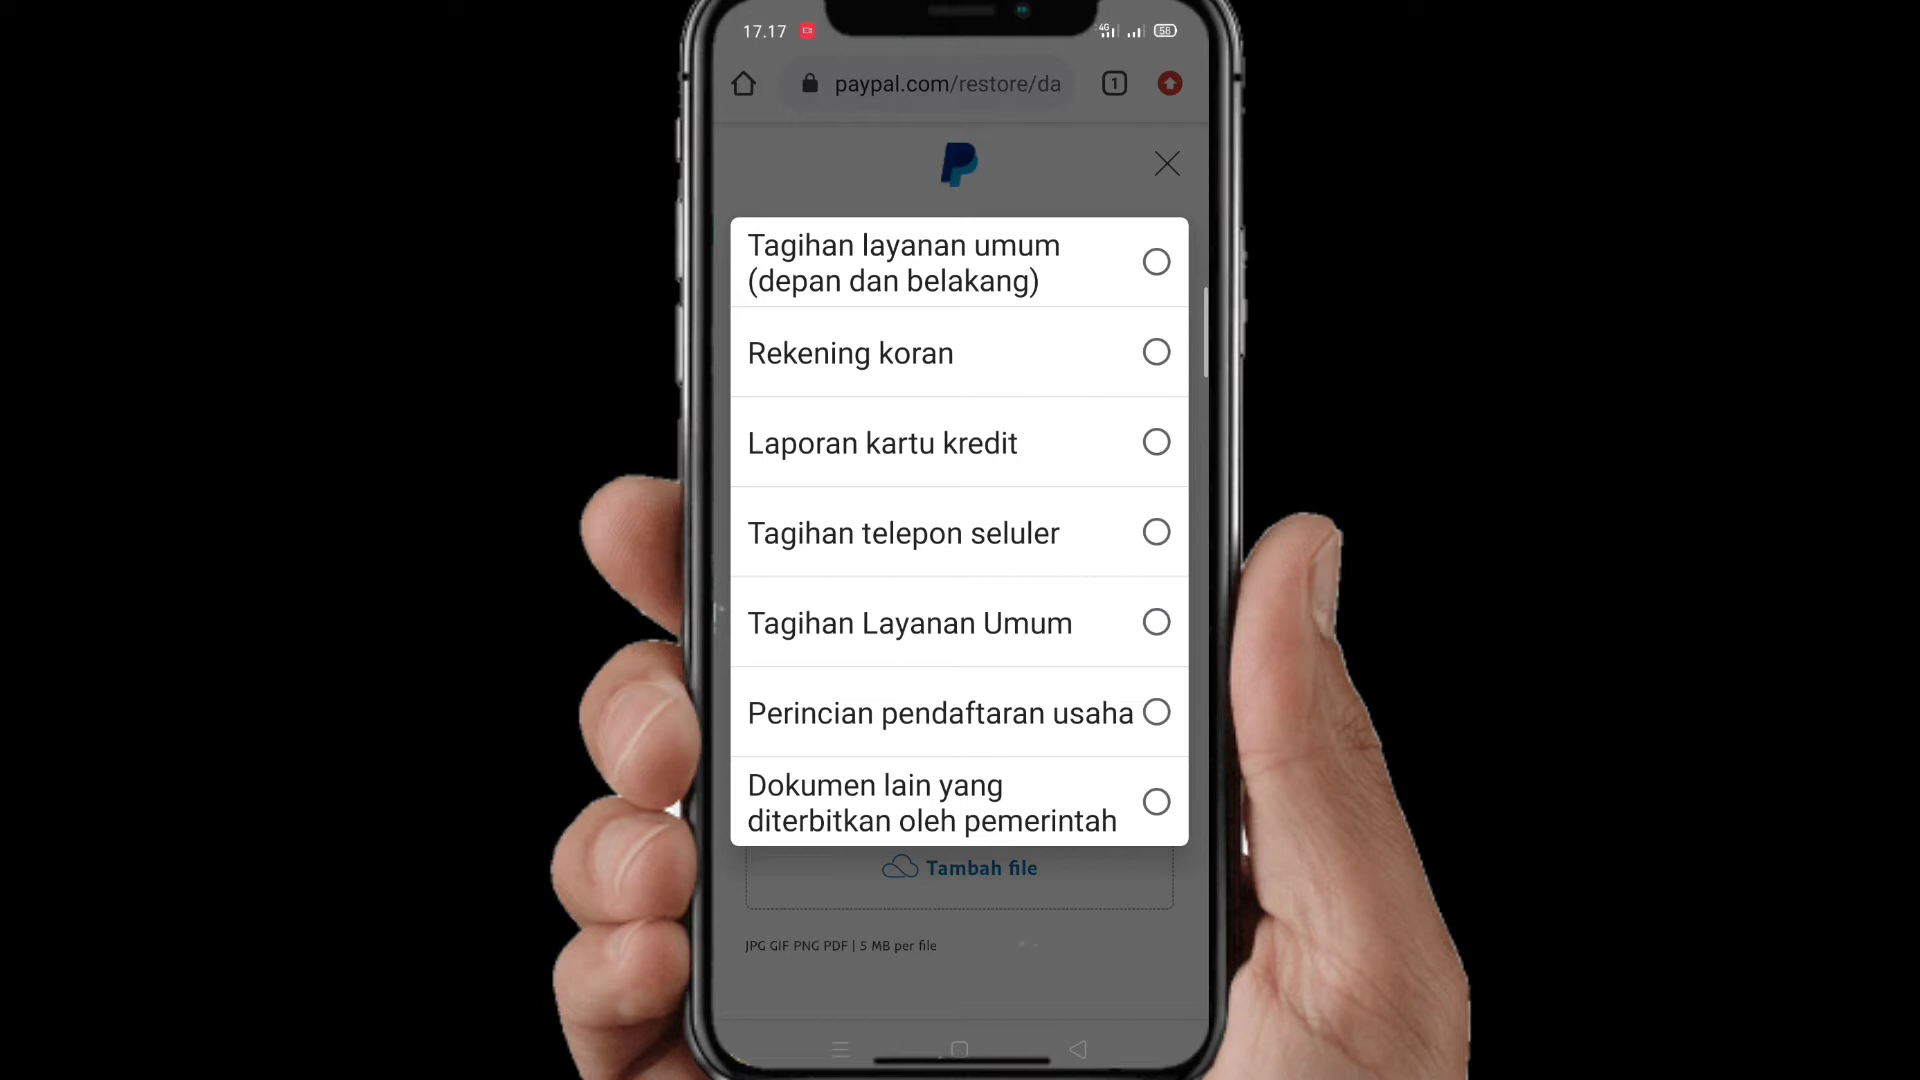 17.17
4G
58
paypal.com/restore/da
1
Tagihan layanan umum
(depan dan belakang)
Rekening koran
Laporan kartu kredit
Tagihan telepon seluler
Tagihan Layanan Umum
Perincian pendaftaran usaha
Dokumen lain yang
diterbitkan oleh pemerintah
Tambah file
JPG GIF PNG PDF | 5 MB per file